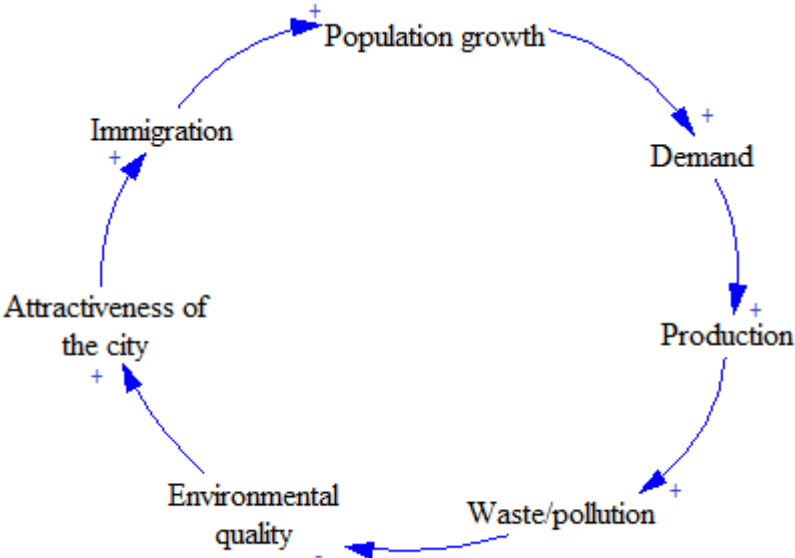 +
Population growth
+
Immigration
+
Demand
+
Attractiveness of
the city
+
+
Production
+
Environmental
quality
Waste/pollution